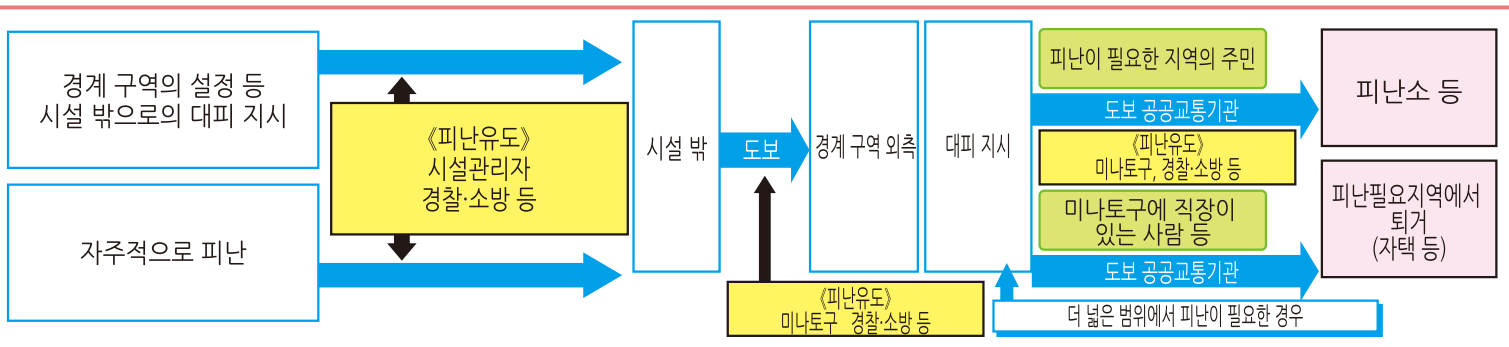 경계 구역의 설정 등
시설 밖으로의 대피 지시
자주적으로 피난
《피난유도》
시설관리자
경찰·소방 등
시설 밖
도보
《피난유도》
미나토구 경찰·소방 등
경계 구역 외측
대피 지시
피난이 필요한 지역의 주민
도보 공공교통기관
《피난유도》
미나토구, 경찰·소방 등
미나토구에 직장이
있는 사람 등
도보 공공교통기관
더 넓은 범위에서 피난이 필요한 경우
피난소 등
피난필요지역에서
퇴거
(자택 등)